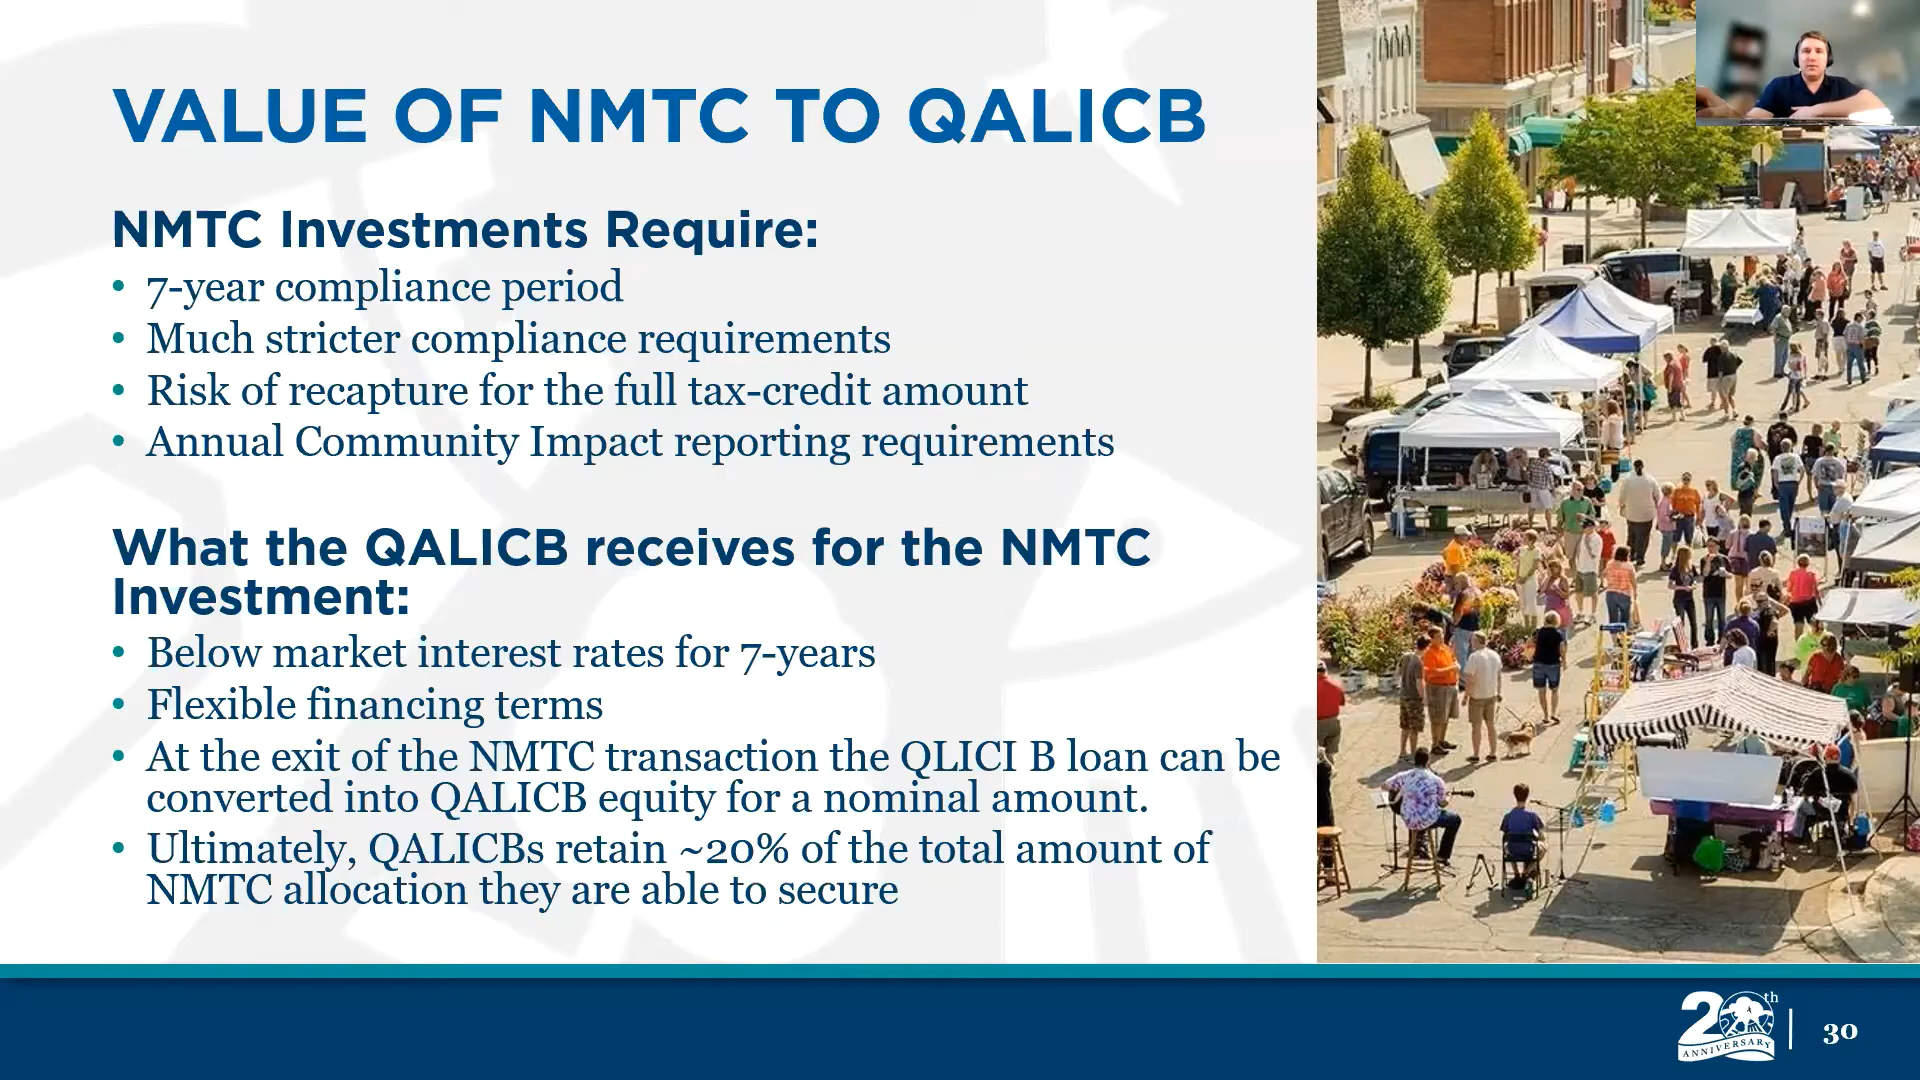 VALUE OF NMTC TO QALICB
NMTC Investments Require:
• 7-year compliance period
• Much stricter compliance requirements
• Risk of recapture for the full tax-credit amount
• Annual Community Impact reporting requirements
What the QALICB receives for the NMTC
Investment:
• Below market interest rates for 7-years
• Flexible financing terms
• At the exit of the NMTC transaction the QLICI B loan can be
converted into QALICB equity for a nominal amount.
• Ultimately, QALICBs retain ~20% of the total amount of
NMTC allocation they are able to secure
20th
ANNIVERSARY
30